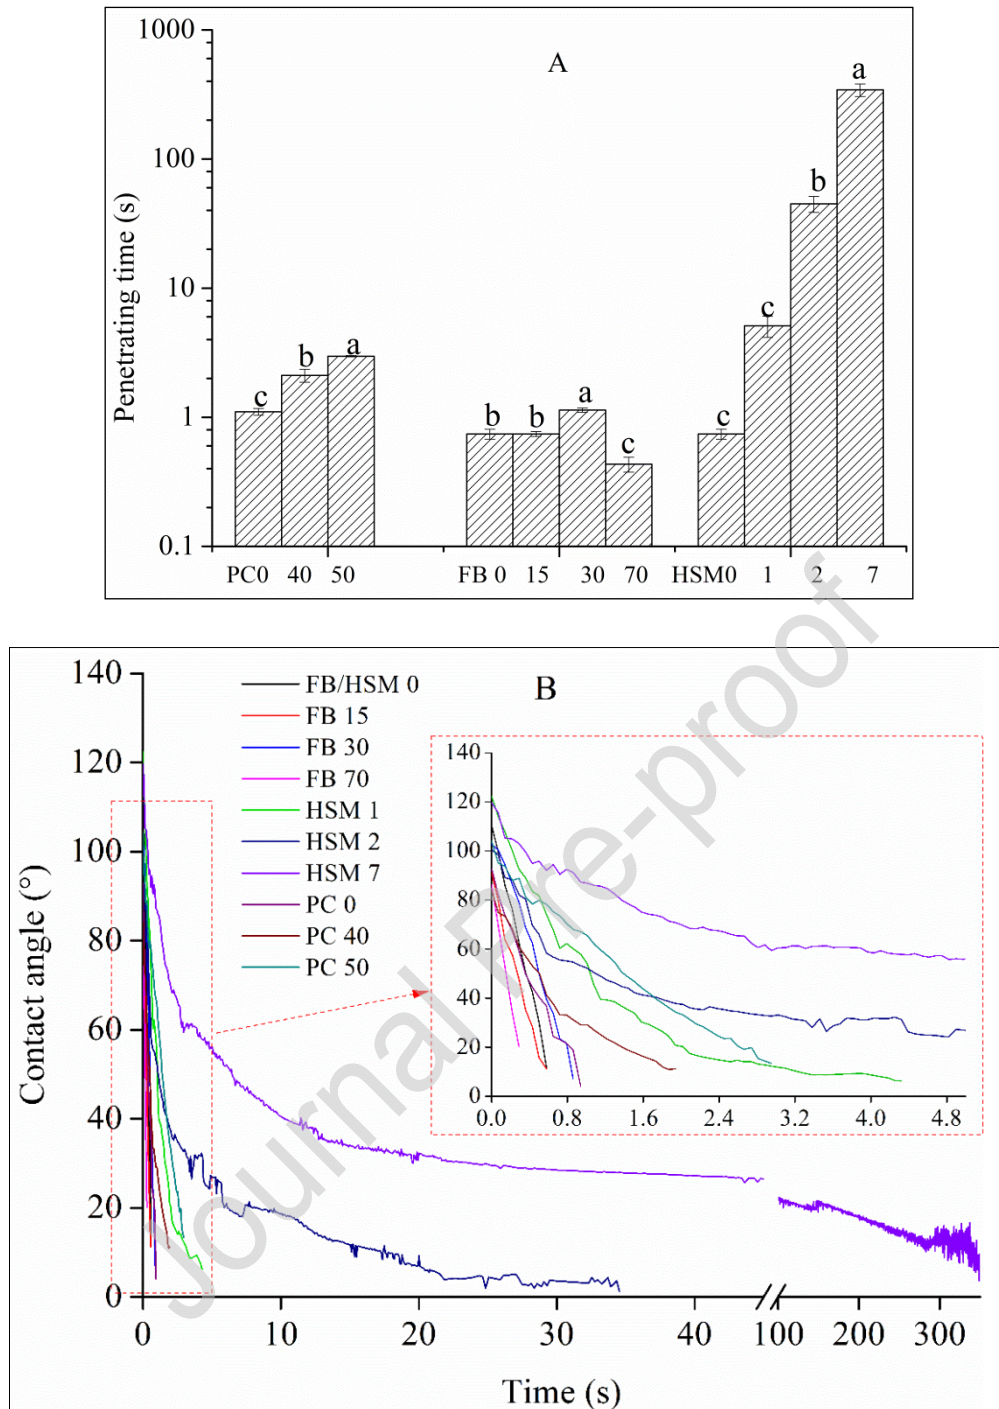 A
1000
100
10
1
0.1
Penetrating time (s)
c b a b b a c c c b a
PC0 40 50 FB 0 15 30 70 HSM0 1 2 7
B
140
120
100
80
60
40
20
0
Contact angle (°)
FB/HSM 0
FB 15
FB 30
FB 70
HSM 1
HSM 2
HSM 7
PC 0
PC 40
PC 50
140
120
100
80
60
40
20
0
0.0 0.8 1.6 2.4 3.2 4.0 4.8
0 10 20 30 40 100 200 300
Time (s)
Journal Pre-proof